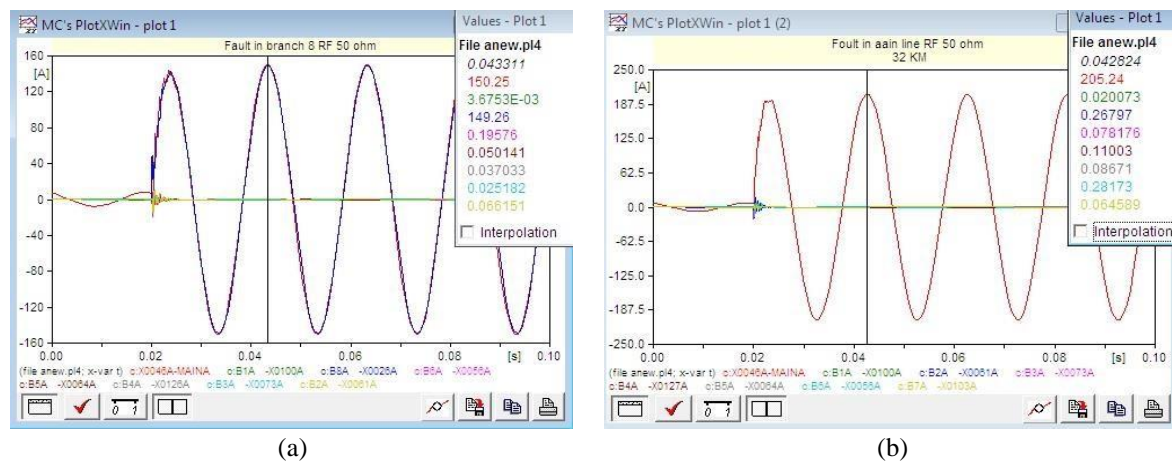 MC's PlotXWin - plot 1
Values - Plot 1
Fault in branch 8 RF 50 ohm
File anew.pl4
0.043311
150.25
3.6753E-03
149.26
0.19576
0.050141
0.037033
0.025182
0.066151
Interpolation
160
[A]
120
80
40
0
-40
-80
-120
-160
0.00
0.02
0.04
0.06
0.08
[s]
0.10
(file anew.pl4; x-var t) c:X0046A-MAINA c:B1A -X0100A c:B8A -X0026A c:B6A -X0056A
c:B5A -X0064A c:B4A -X0126A c:B3A -X0073A c:B2A -X0061A
(a)
MC's PlotXWin - plot 1 (2)
Values - Plot 1
Foult in aain line RF 50 ohm
32 KM
File anew.pl4
0.042824
205.24
0.020073
0.26797
0.078176
0.11003
0.08671
0.28173
0.064589
Interpolation
250.0
[A]
187.5
125.0
62.5
0.0
-62.5
-125.0
-187.5
-250.0
0.00
0.02
0.04
0.06
0.08
[s]
0.10
(file anew.pl4; x-var t) c:X0046A-MAINA c:B1A -X0100A c:B2A -X0061A c:B3A -X0073A
c:B4A -X0127A c:B5A -X0064A c:B6A -X0056A c:B7A -X0103A
(b)